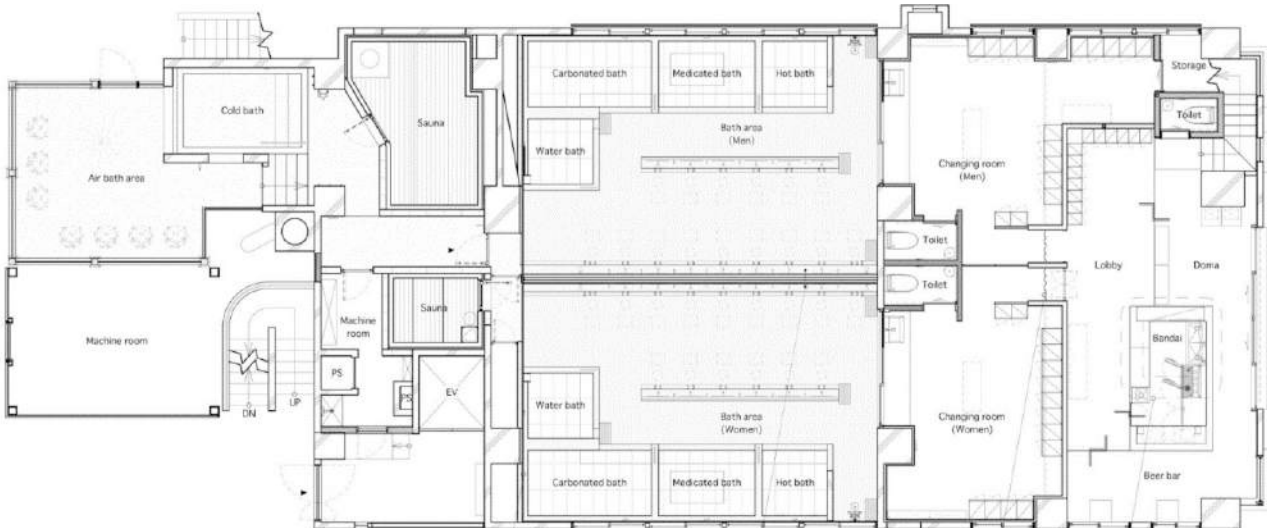 Storage
Carbonated bath
Medicated bath
Hot bath
Cold bath
Toilet
Sauna
Bath area
(Men)
Water bath
Changing room
(Men)
Air bath area
Toilet
Lobby
Doma
Toilet
Sauna
Machine
room
Machine room
Bandai
PS
EV
PS
DN
UP
Water bath
Bath area
(Women)
Changing room
(Women)
Carbonated bath
Medicated bath
Hot bath
Beer bar